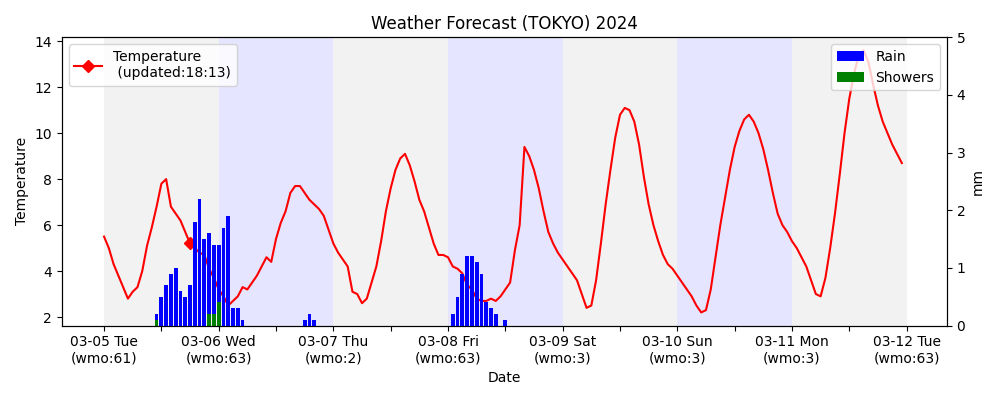 Weather Forecast (TOKYO) 2024
Temperature
(updated:18:13)
Rain
Showers
14
12
10
8
6
4
2
Temperature
5
4
3
2
1
0
mm
03-05 Tue
(wmo:61)
03-06 Wed
(wmo:63)
03-07 Thu
(wmo:2)
03-08 Fri
(wmo:63)
03-09 Sat
(wmo:3)
03-10 Sun
(wmo:3)
03-11 Mon
(wmo:3)
03-12 Tue
(wmo:63)
Date